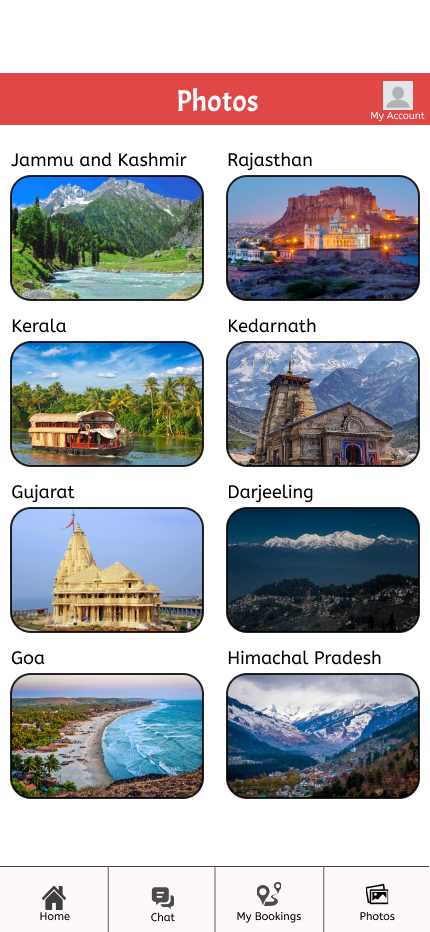 Photos
My Account
Jammu and Kashmir
Rajasthan
Kerala
Kedarnath
Gujarat
Darjeeling
Goa
Himachal Pradesh
Home
Chat
My Bookings
Photos